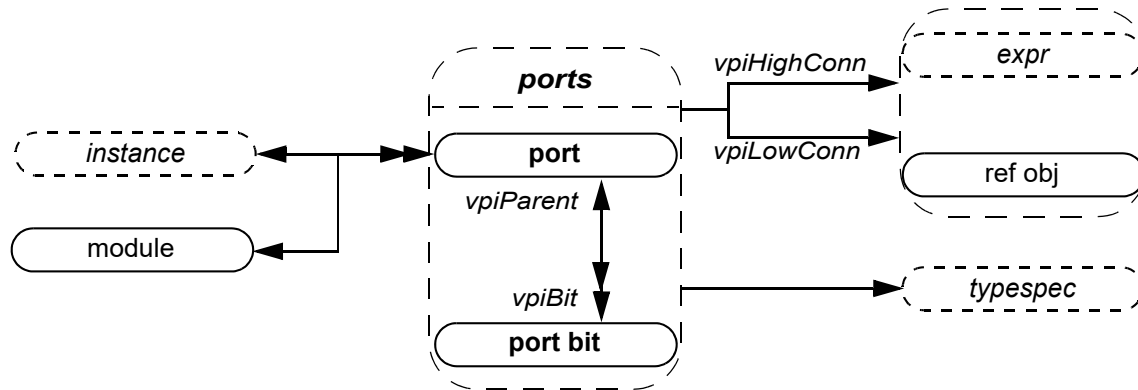 ports
instance
module
port
vpiParent
vpiBit
port bit
vpiHighConn
vpiLowConn
expr
ref obj
typespec